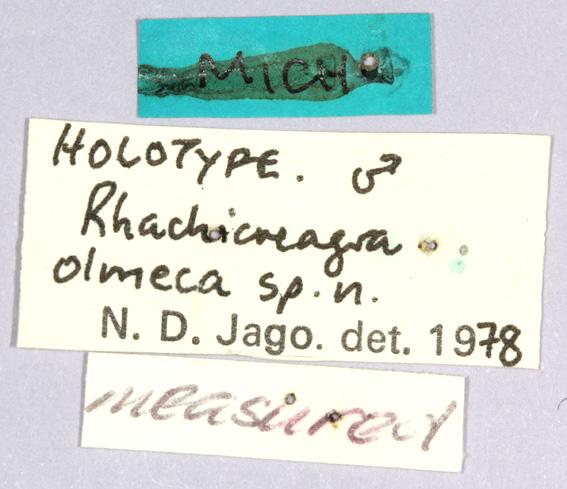 MICH
HOLOTYPE. ♂
Rhachicreagra
olmeca sp. n.
N. D. Jago. det. 1978
measured